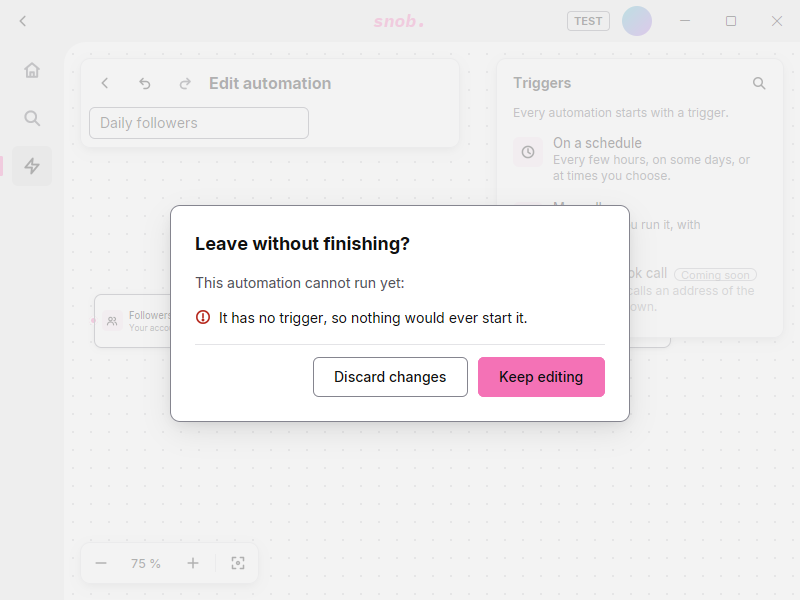 snob.
TEST
Edit automation
Daily followers
Triggers
Every automation starts with a trigger.
On a schedule
Every few hours, on some days, or
at times you choose.
you run it, with
call
Coming soon
calls an address of the
own.
Followers
Your
Leave without finishing?
This automation cannot run yet:
It has no trigger, so nothing would ever start it.
Discard changes
Keep editing
75 %